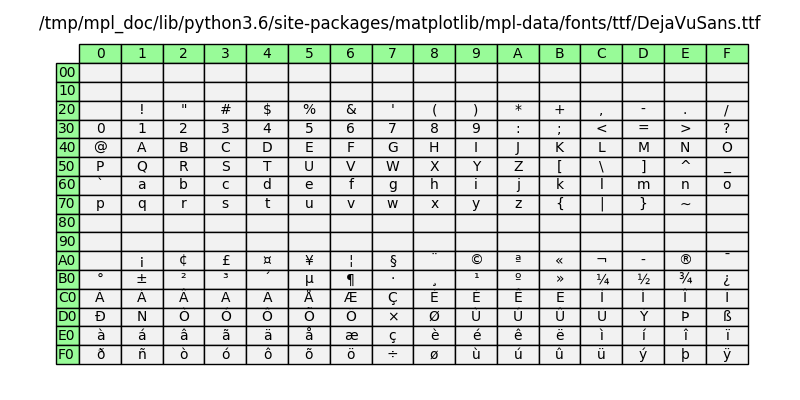 /tmp/mpl_doc/lib/python3.6/site-packages/matplotlib/mpl-data/fonts/ttf/DejaVuSans.ttf
0 1 2 3 4 5 6 7 8 9 A B C D E F
00
10
20 ! " # $ % & ' ( ) * + , - . /
30 0 1 2 3 4 5 6 7 8 9 : ; < = > ?
40 @ A B C D E F G H I J K L M N O
50 P Q R S T U V W X Y Z [ \ ] ^ _
60 ` a b c d e f g h i j k l m n o
70 p q r s t u v w x y z { | } ~
80
90
A0 ¡ ¢ £ ¤ ¥ ¦ § ¨ © ª « ¬ - ® ¯
B0 ° ± ² ³ ´ µ ¶ · ¸ ¹ º » ¼ ½ ¾ ¿
C0 À Á Â Ã Ä Å Æ Ç È É Ê Ë Ì Í Î Ï
D0 Ð Ñ Ò Ó Ô Õ Ö × Ø Ù Ú Û Ü Ý Þ ß
E0 à á â ã ä å æ ç è é ê ë ì í î ï
F0 ð ñ ò ó ô õ ö ÷ ø ù ú û ü ý þ ÿ